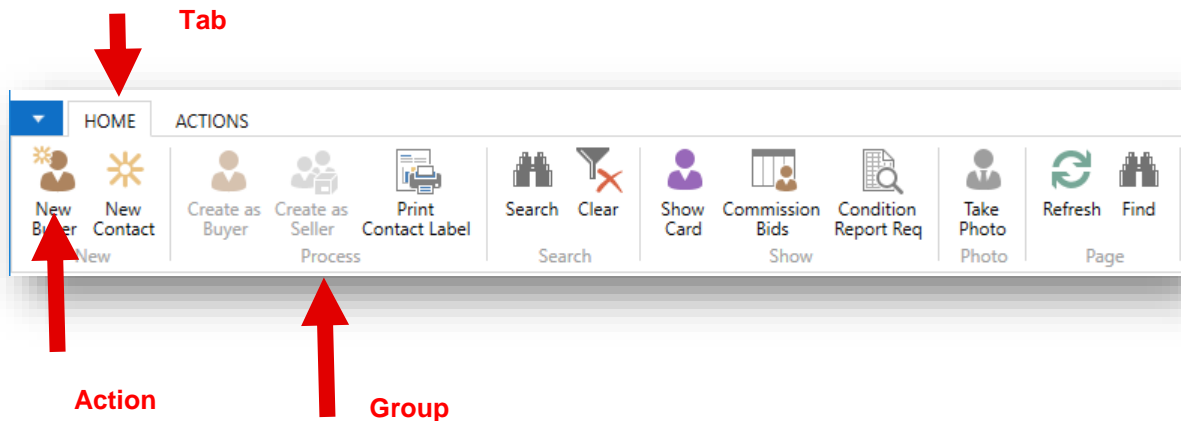 Tab
HOME ACTIONS
New New Create as Create as Print Search Clear Show Commission Condition Take Refresh Find
Buyer Contact Buyer Seller Contact Label Card Bids Report Req Photo
New Process Search Show Photo Page
Action
Group